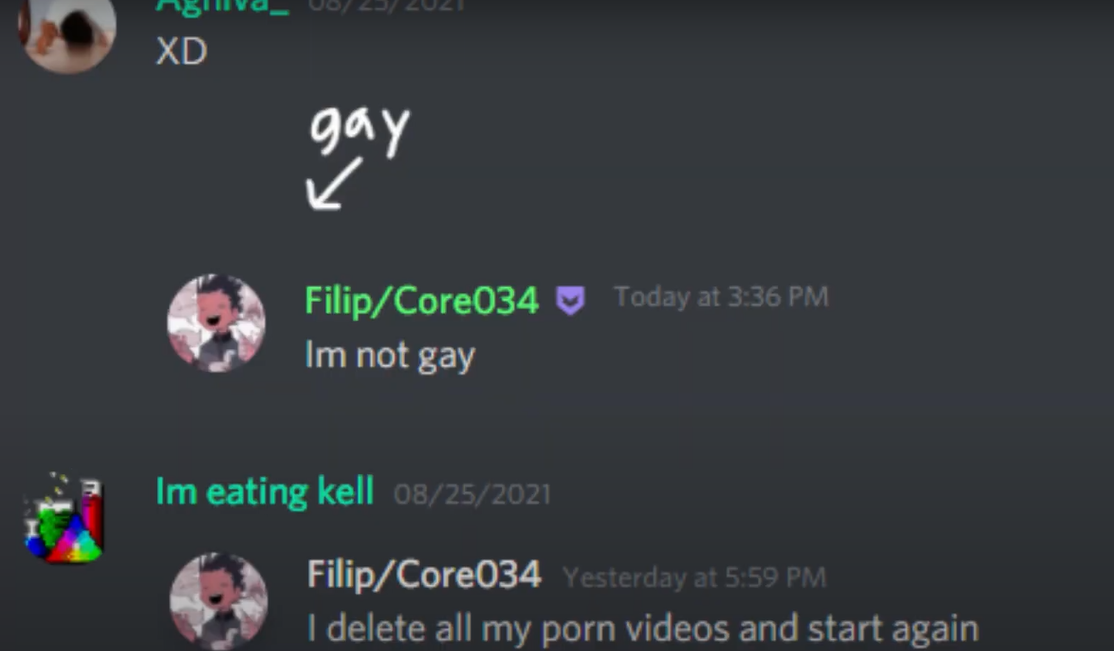 Agniva_ 08/25/2021
XD
gay
Filip/Core034 Today at 3:36 PM
Im not gay
Im eating kell 08/25/2021
Filip/Core034 Yesterday at 5:59 PM
I delete all my porn videos and start again